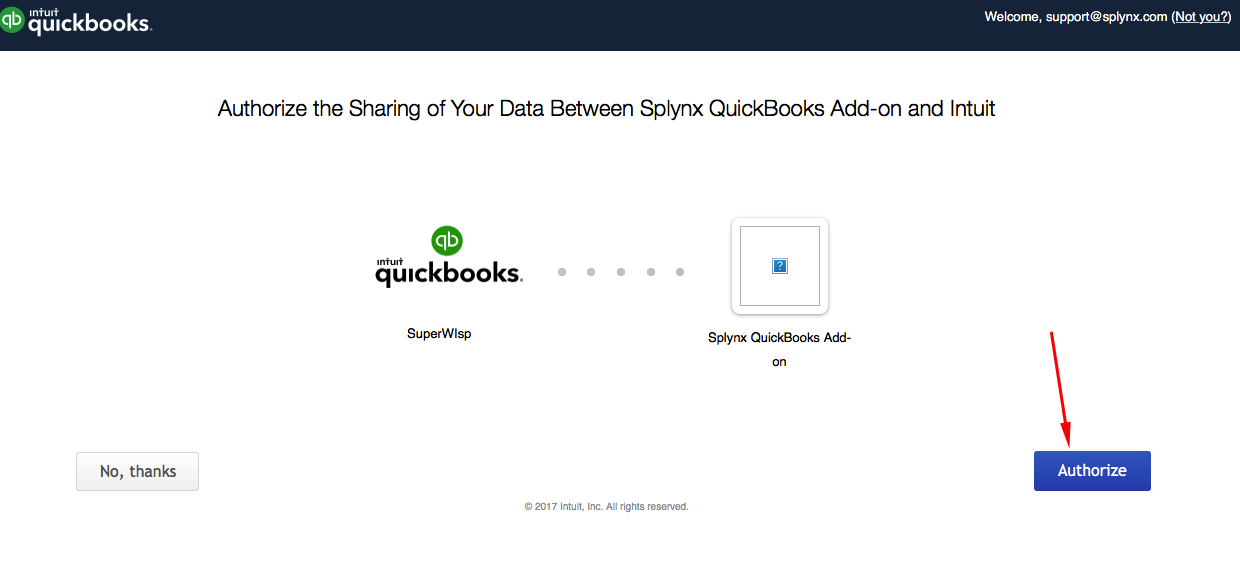 intuit
quickbooks.
Welcome, support@splynx.com (Not you?)
Authorize the Sharing of Your Data Between Splynx QuickBooks Add-on and Intuit
qb
intuit
quickbooks.
?
SuperWIsp
Splynx QuickBooks Add-
on
No, thanks
Authorize
© 2017 Intuit, Inc. All rights reserved.